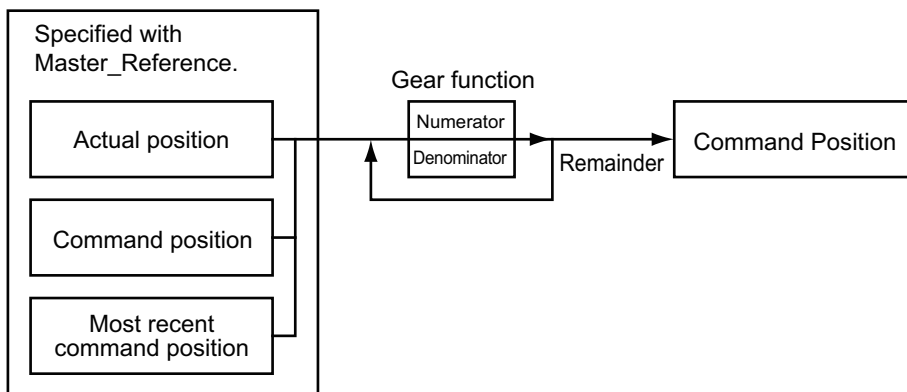 Specified with
Master_Reference.
Actual position
Command position
Most recent
command position
Gear function
Numerator
Denominator
Remainder
Command Position